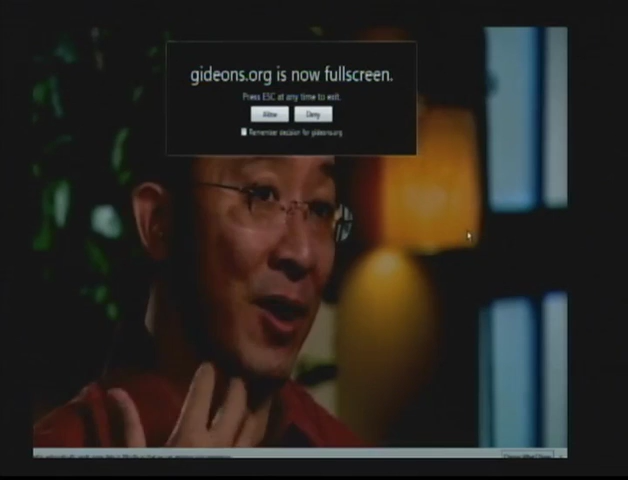 gideons.org is now fullscreen.
Press ESC at any time to exit.
Allow Deny
Remember decision for gideons.org